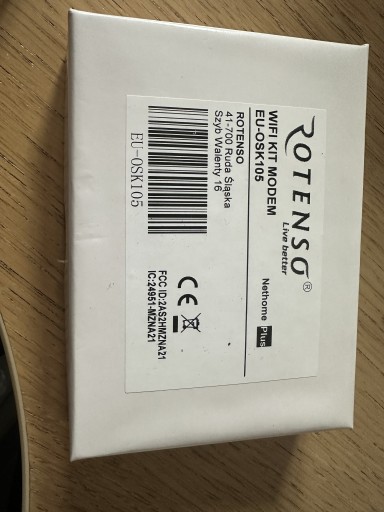 ROTENSO®
Live better
WIFI KIT MODEM
EU-OSK105
Nethome Plus
ROTENSO
41-700 Ruda Śląska
Szyb Walenty 16
EU-OSK105
CE
FCC ID:2AS2HMZNA21
IC:24951-MZNA21